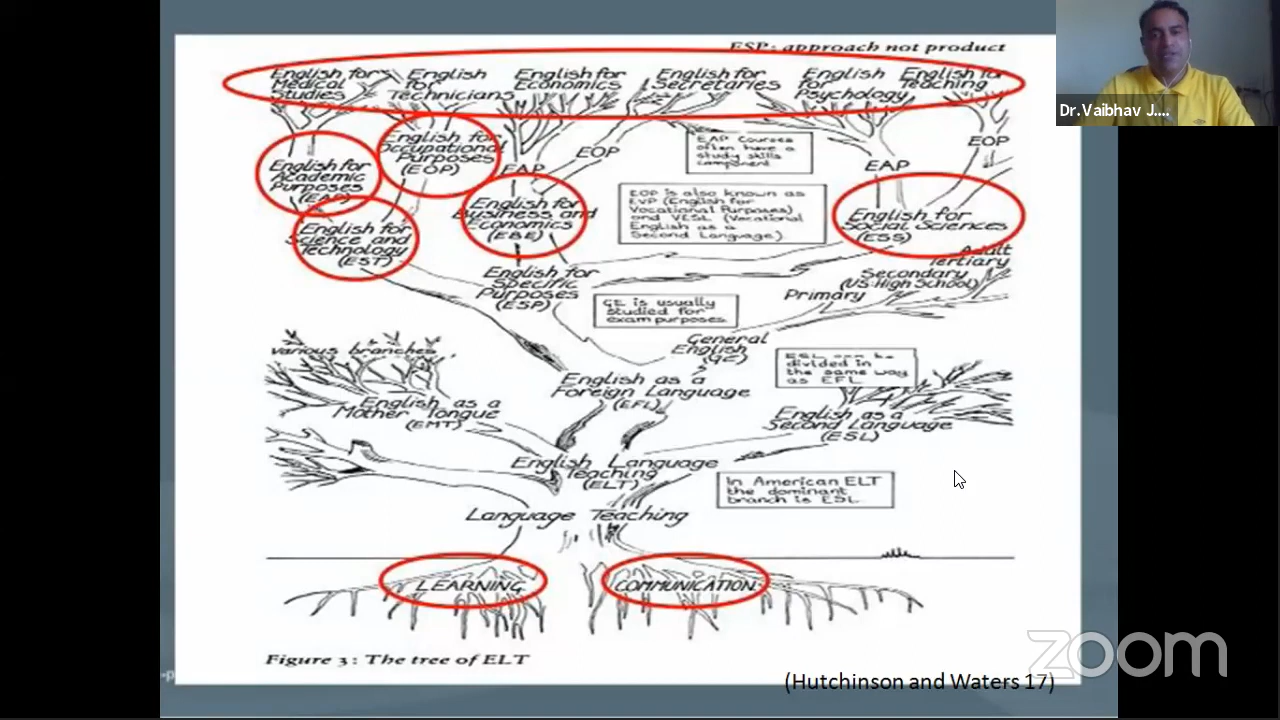 ESP: approach not product
English for
Medical
Studies
English
for
Technicians
English for
Economics
English for
Secretaries
English
for
Psychology
English for
Teaching
English for
Academic
Purposes
(EAP)
English for
Occupational
Purposes
(EOP)
EAP
EOP
EAP courses
often have a
study skills
component
EAP
EOP
English for
Science and
Technology
(EST)
English for
Business and
Economics
(EBE)
EOP is also known as
EVP (English for
Vocational Purposes)
and VESL (Vocational
English as a
Second Language).
English for
Social Sciences
(ESS)
English for
Specific
Purposes
(ESP)
GE is usually
studied for
exam purposes.
Adult
Tertiary
Secondary
(US: High School)
Primary
General
English
(GE)
various branches
English as a
Mother Tongue
(EMT)
English as a
Foreign Language
(EFL)
ESL can be
divided in
the same way
as EFL.
English as a
Second Language
(ESL)
English Language
Teaching
(ELT)
In American ELT
the dominant
branch is ESL.
Language Teaching
LEARNING
COMMUNICATION
Figure 3: The tree of ELT
(Hutchinson and Waters 17)
Dr.Vaibhav J....
zoom